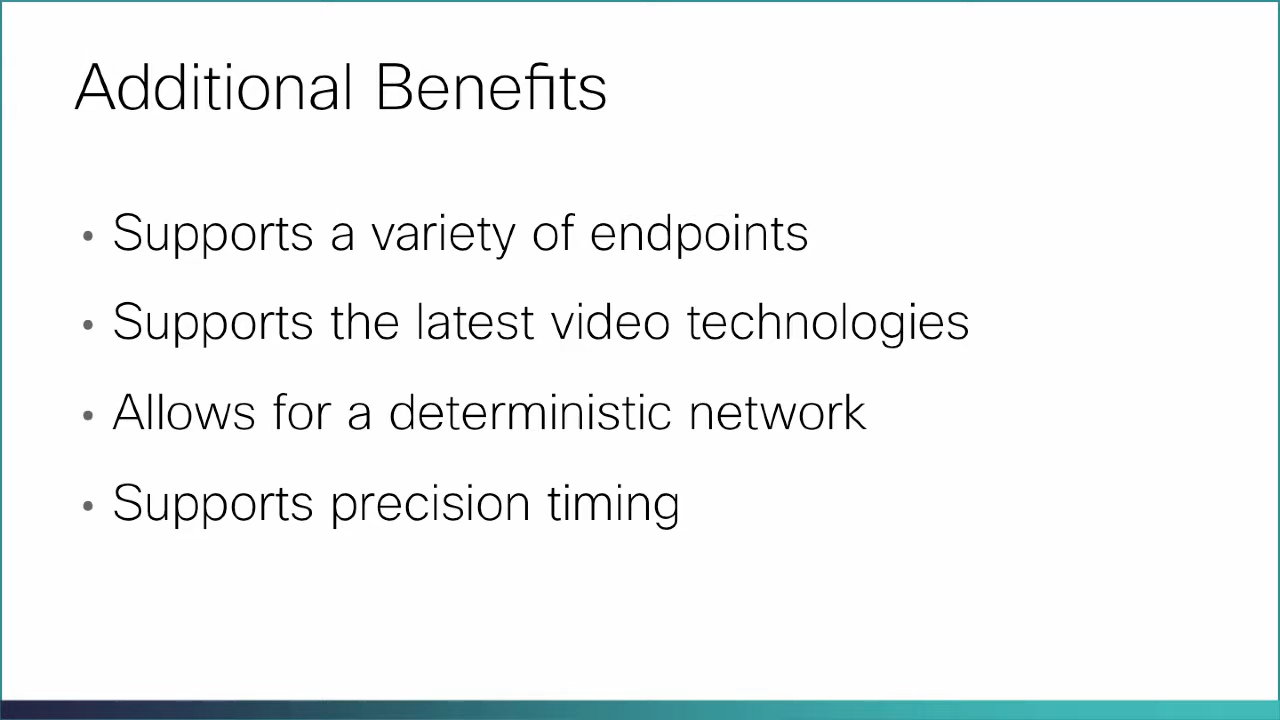 Additional Benefits
• Supports a variety of endpoints
• Supports the latest video technologies
• Allows for a deterministic network
• Supports precision timing